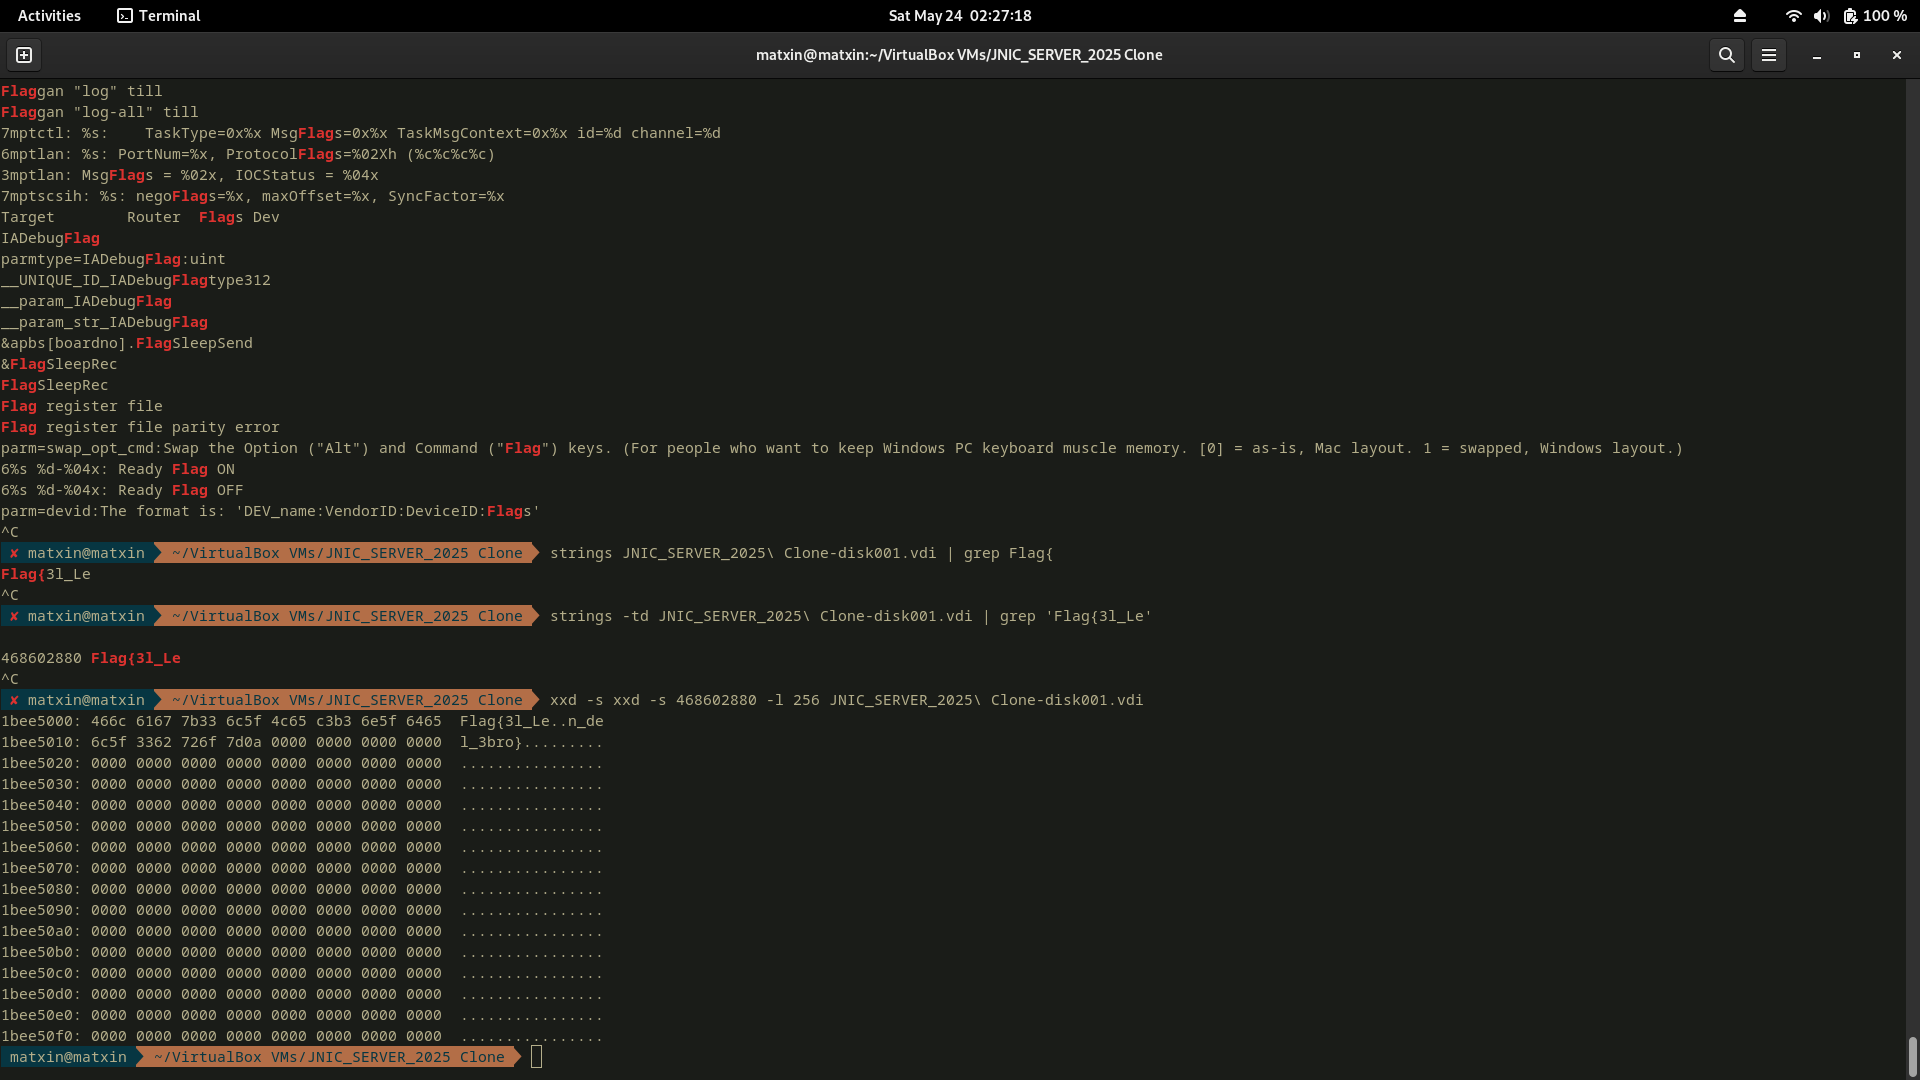 Activities Terminal Sat May 24 02:27:18 100 %
matxin@matxin:~/VirtualBox VMs/JNIC_SERVER_2025 Clone
Flaggan "log" till
Flaggan "log-all" till
7mptctl: %s:    TaskType=0x%x MsgFlags=0x%x TaskMsgContext=0x%x id=%d channel=%d
6mptlan: %s: PortNum=%x, ProtocolFlags=%02Xh (%c%c%c%c)
3mptlan: MsgFlags = %02x, IOCStatus = %04x
7mptscsih: %s: negoFlags=%x, maxOffset=%x, SyncFactor=%x
Target        Router  Flags Dev
IADebugFlag
parmtype=IADebugFlag:uint
__UNIQUE_ID_IADebugFlagtype312
__param_IADebugFlag
__param_str_IADebugFlag
&apbs[boardno].FlagSleepSend
&FlagSleepRec
FlagSleepRec
Flag register file
Flag register file parity error
parm=swap_opt_cmd:Swap the Option ("Alt") and Command ("Flag") keys. (For people who want to keep Windows PC keyboard muscle memory. [0] = as-is, Mac layout. 1 = swapped, Windows layout.)
6%s %d-%04x: Ready Flag ON
6%s %d-%04x: Ready Flag OFF
parm=devid:The format is: 'DEV_name:VendorID:DeviceID:Flags'
^C
✘ matxin@matxin ~/VirtualBox VMs/JNIC_SERVER_2025 Clone strings JNIC_SERVER_2025\ Clone-disk001.vdi | grep Flag{
Flag{3l_Le
^C
✘ matxin@matxin ~/VirtualBox VMs/JNIC_SERVER_2025 Clone strings -td JNIC_SERVER_2025\ Clone-disk001.vdi | grep 'Flag{3l_Le'
468602880 Flag{3l_Le
^C
✘ matxin@matxin ~/VirtualBox VMs/JNIC_SERVER_2025 Clone xxd -s xxd -s 468602880 -l 256 JNIC_SERVER_2025\ Clone-disk001.vdi
1bee5000: 466c 6167 7b33 6c5f 4c65 c3b3 6e5f 6465  Flag{3l_Le..n_de
1bee5010: 6c5f 3362 726f 7d0a 0000 0000 0000 0000  l_3bro}.........
1bee5020: 0000 0000 0000 0000 0000 0000 0000 0000  ................
1bee5030: 0000 0000 0000 0000 0000 0000 0000 0000  ................
1bee5040: 0000 0000 0000 0000 0000 0000 0000 0000  ................
1bee5050: 0000 0000 0000 0000 0000 0000 0000 0000  ................
1bee5060: 0000 0000 0000 0000 0000 0000 0000 0000  ................
1bee5070: 0000 0000 0000 0000 0000 0000 0000 0000  ................
1bee5080: 0000 0000 0000 0000 0000 0000 0000 0000  ................
1bee5090: 0000 0000 0000 0000 0000 0000 0000 0000  ................
1bee50a0: 0000 0000 0000 0000 0000 0000 0000 0000  ................
1bee50b0: 0000 0000 0000 0000 0000 0000 0000 0000  ................
1bee50c0: 0000 0000 0000 0000 0000 0000 0000 0000  ................
1bee50d0: 0000 0000 0000 0000 0000 0000 0000 0000  ................
1bee50e0: 0000 0000 0000 0000 0000 0000 0000 0000  ................
1bee50f0: 0000 0000 0000 0000 0000 0000 0000 0000  ................
matxin@matxin ~/VirtualBox VMs/JNIC_SERVER_2025 Clone